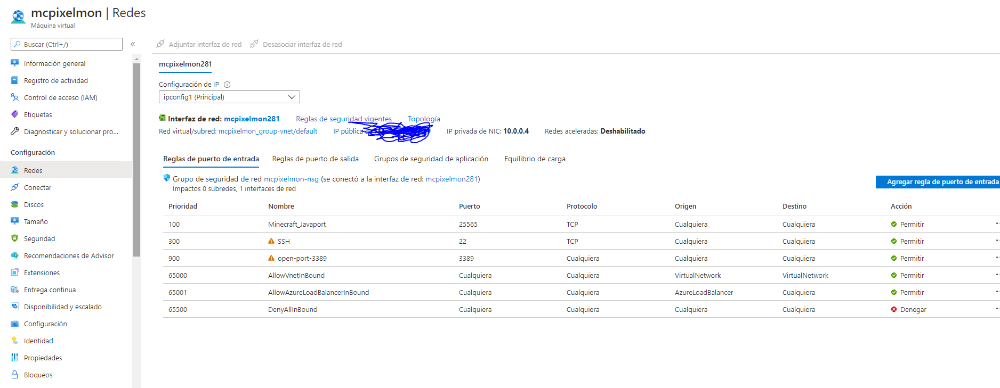 mcpixelmon | Redes
Máquina virtual
Buscar (Ctrl+/)
«
Adjuntar interfaz de red
Desasociar interfaz de red
Información general
Registro de actividad
Control de acceso (IAM)
Etiquetas
Diagnosticar y solucionar pro...
Configuración
Redes
Conectar
Discos
Tamaño
Seguridad
Recomendaciones de Advisor
Extensiones
Entrega continua
Disponibilidad y escalado
Configuración
Identidad
Propiedades
Bloqueos
mcpixelmon281
Configuración de IP
ipconfig1 (Principal)
Interfaz de red: mcpixelmon281 Reglas de seguridad vigentes Topología
Red virtual/subred: mcpixelmon_group-vnet/default IP pública IP privada de NIC: 10.0.0.4 Redes aceleradas: Deshabilitado
Reglas de puerto de entrada Reglas de puerto de salida Grupos de seguridad de aplicación Equilibrio de carga
Grupo de seguridad de red mcpixelmon-nsg (se conectó a la interfaz de red: mcpixelmon281)
Impactos 0 subredes, 1 interfaces de red
Agregar regla de puerto de entrada
Prioridad Nombre Puerto Protocolo Origen Destino Acción
100 Minecraft_Javaport 25565 TCP Cualquiera Cualquiera Permitir
300 SSH 22 TCP Cualquiera Cualquiera Permitir
900 open-port-3389 3389 Cualquiera Cualquiera Cualquiera Permitir
65000 AllowVnetInBound Cualquiera Cualquiera VirtualNetwork VirtualNetwork Permitir
65001 AllowAzureLoadBalancerInBound Cualquiera Cualquiera AzureLoadBalancer Cualquiera Permitir
65500 DenyAllInBound Cualquiera Cualquiera Cualquiera Cualquiera Denegar